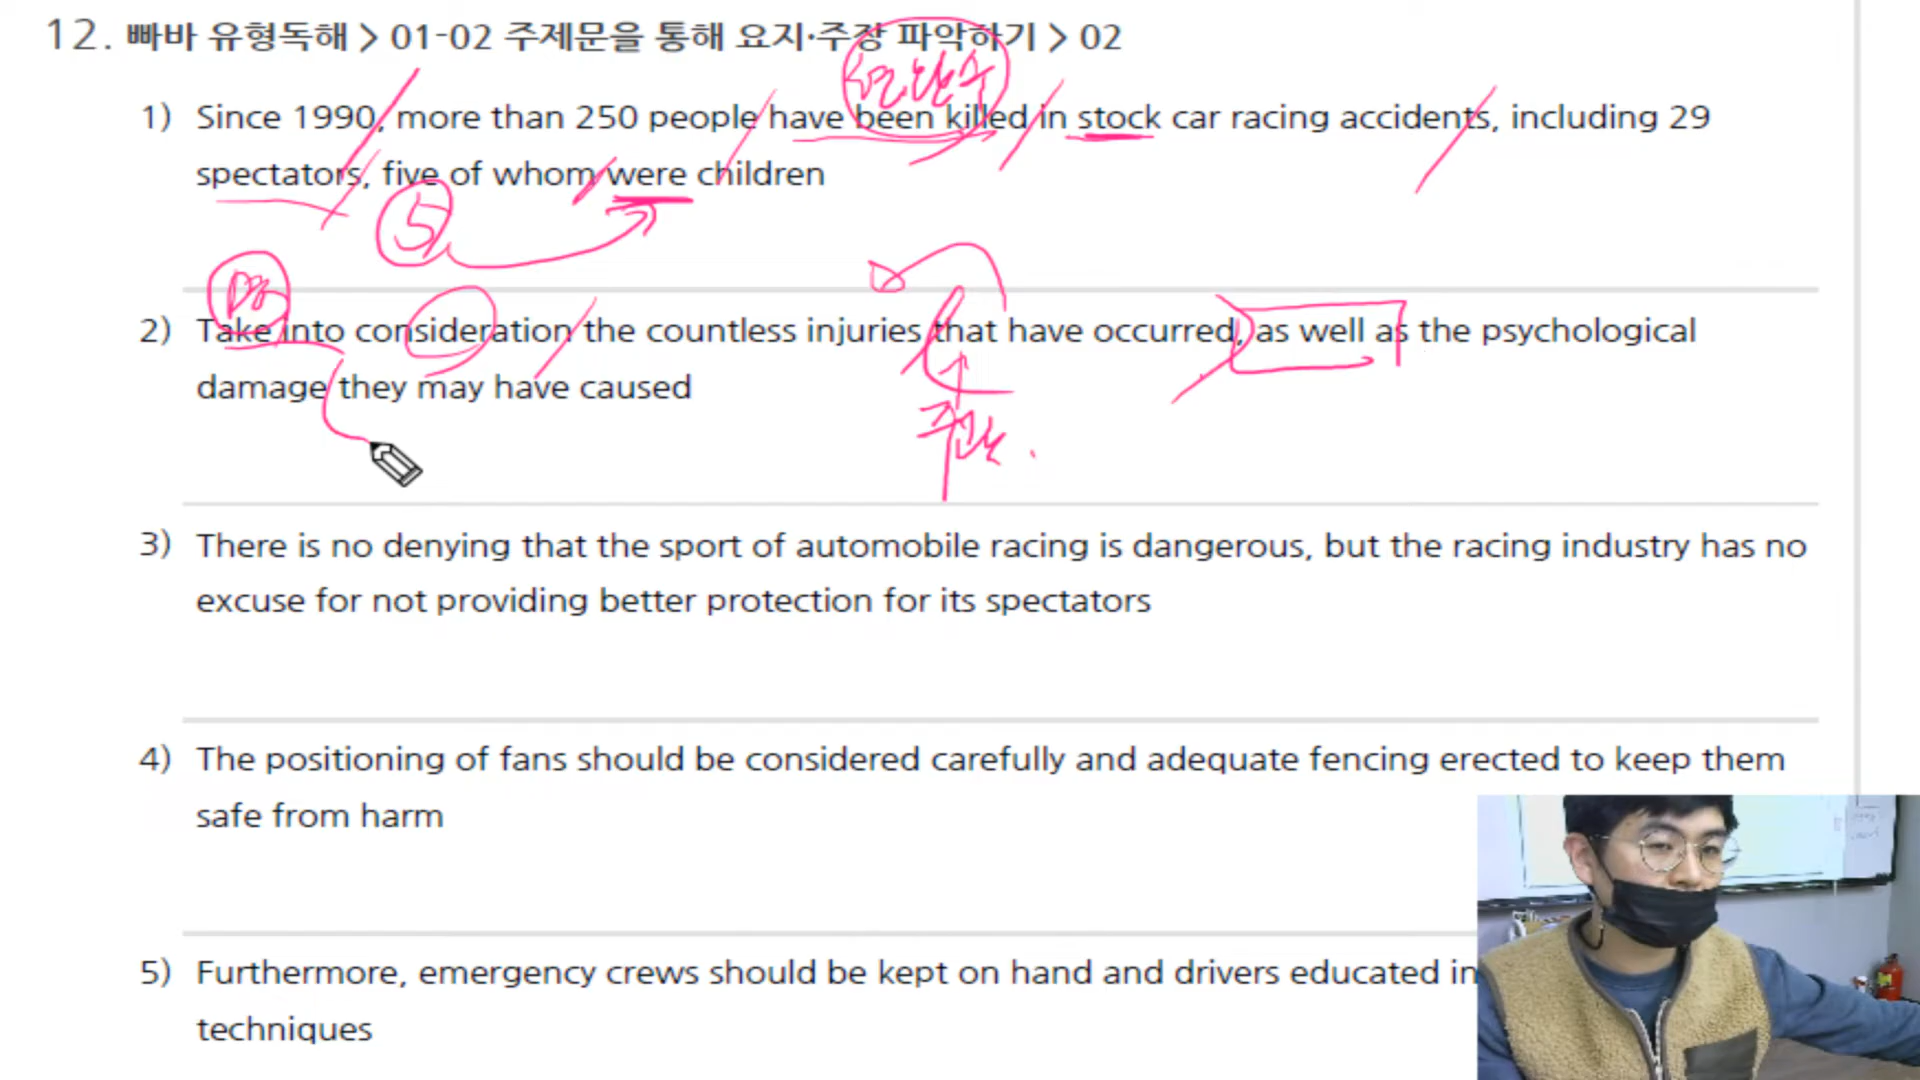 12. 빠바 유형독해 > 01-02 주제문을 통해 요지·주장 파악하기 > 02
1) Since 1990, more than 250 people have been killed in stock car racing accidents, including 29
spectators, five of whom were children
5
2) Take into consideration the countless injuries that have occurred, as well as the psychological
damage they may have caused
3) There is no denying that the sport of automobile racing is dangerous, but the racing industry has no
excuse for not providing better protection for its spectators
4) The positioning of fans should be considered carefully and adequate fencing erected to keep them
safe from harm
5) Furthermore, emergency crews should be kept on hand and drivers educated in
techniques